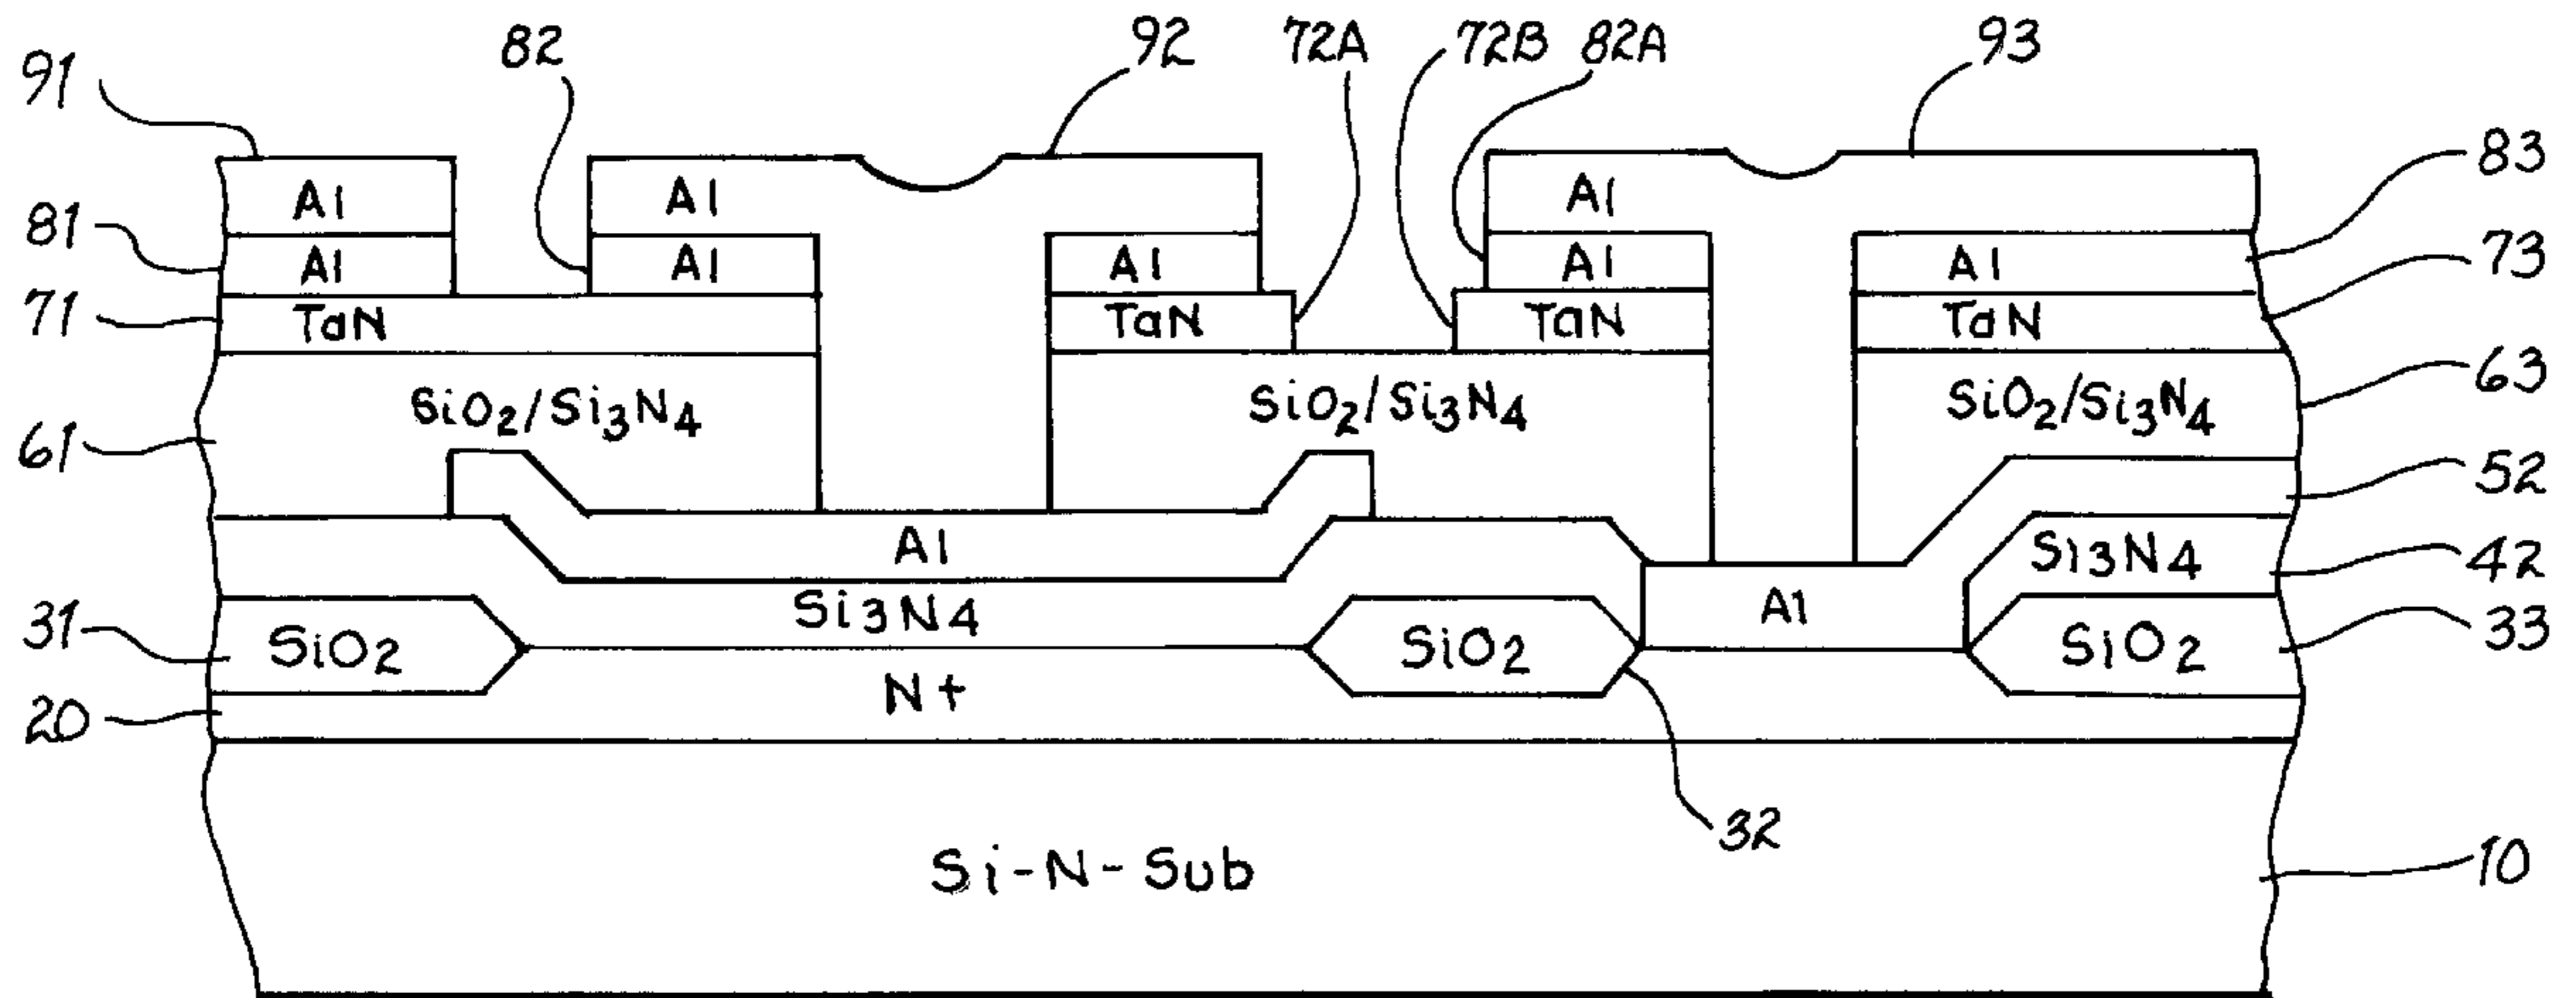 91
82
92
72A
72B
82A
93
Al
Al
Al
83
81
Al
Al
Al
Al
Al
73
71
TaN
TaN
TaN
TaN
63
61
SiO2/Si3N4
SiO2/Si3N4
SiO2/Si3N4
52
Al
Si3N4
42
31
SiO2
Si3N4
SiO2
Al
SiO2
33
20
N+
32
Si-N-Sub
10